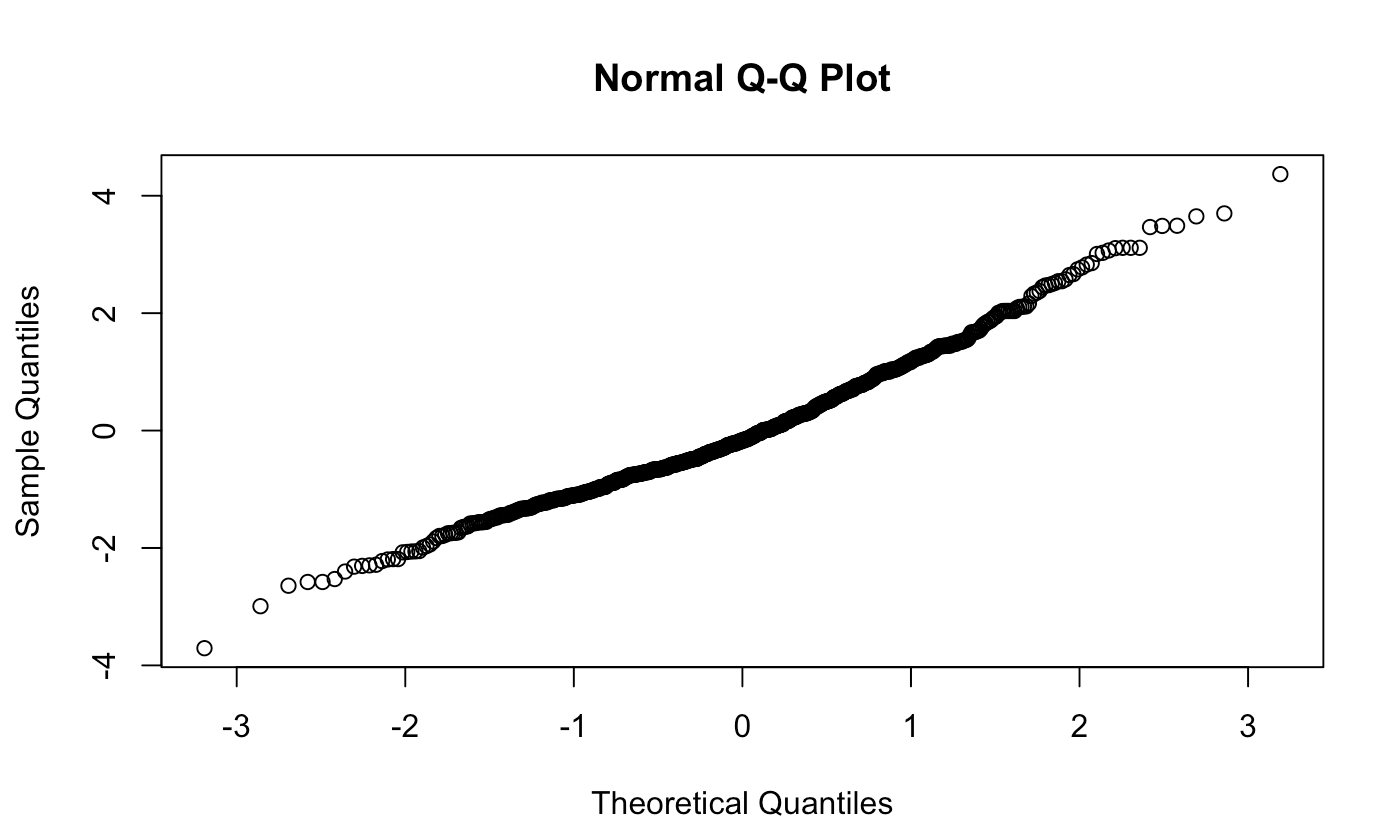 Normal Q-Q Plot
Sample Quantiles
4
2
0
-2
-4
-3 -2 -1 0 1 2 3
Theoretical Quantiles